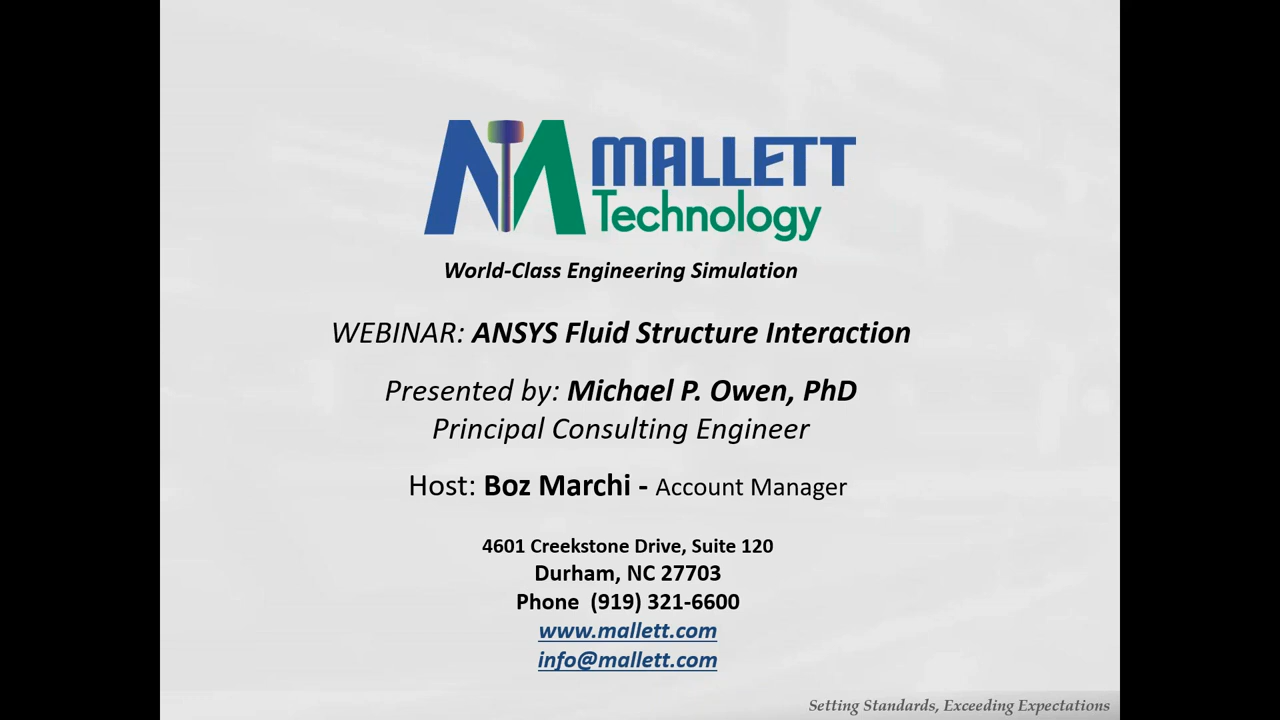 MALLETT
Technology
World-Class Engineering Simulation
WEBINAR: ANSYS Fluid Structure Interaction
Presented by: Michael P. Owen, PhD
Principal Consulting Engineer
Host: Boz Marchi - Account Manager
4601 Creekstone Drive, Suite 120
Durham, NC 27703
Phone (919) 321-6600
www.mallett.com
info@mallett.com
Setting Standards, Exceeding Expectations